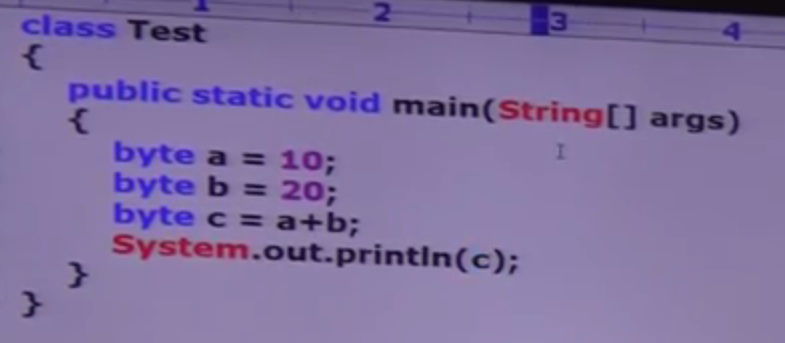 1 2 3 4
class Test
{
public static void main(String[] args)
{
byte a = 10;
byte b = 20;
byte c = a+b;
System.out.println(c);
}
}